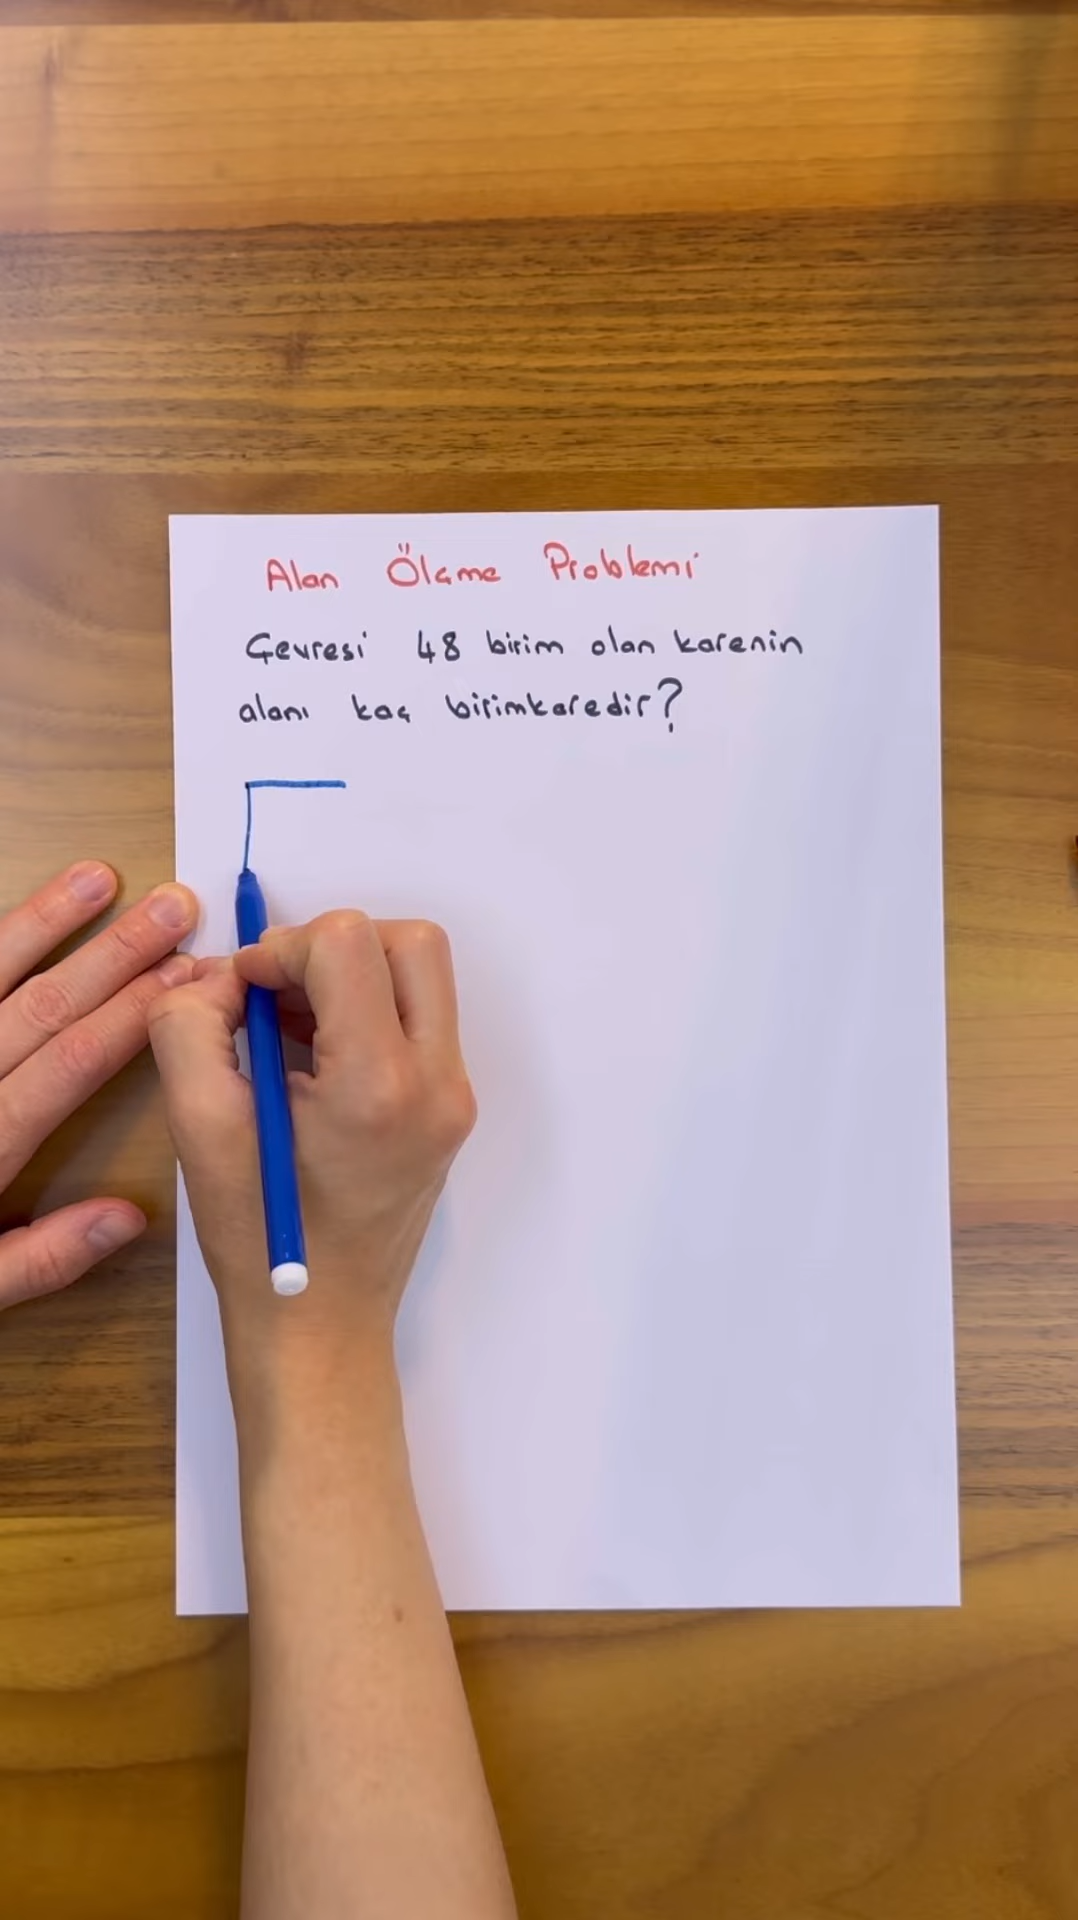 Alan Ölçme Problemi
Çevresi 48 birim olan karenin
alanı kaç birimkaredir?